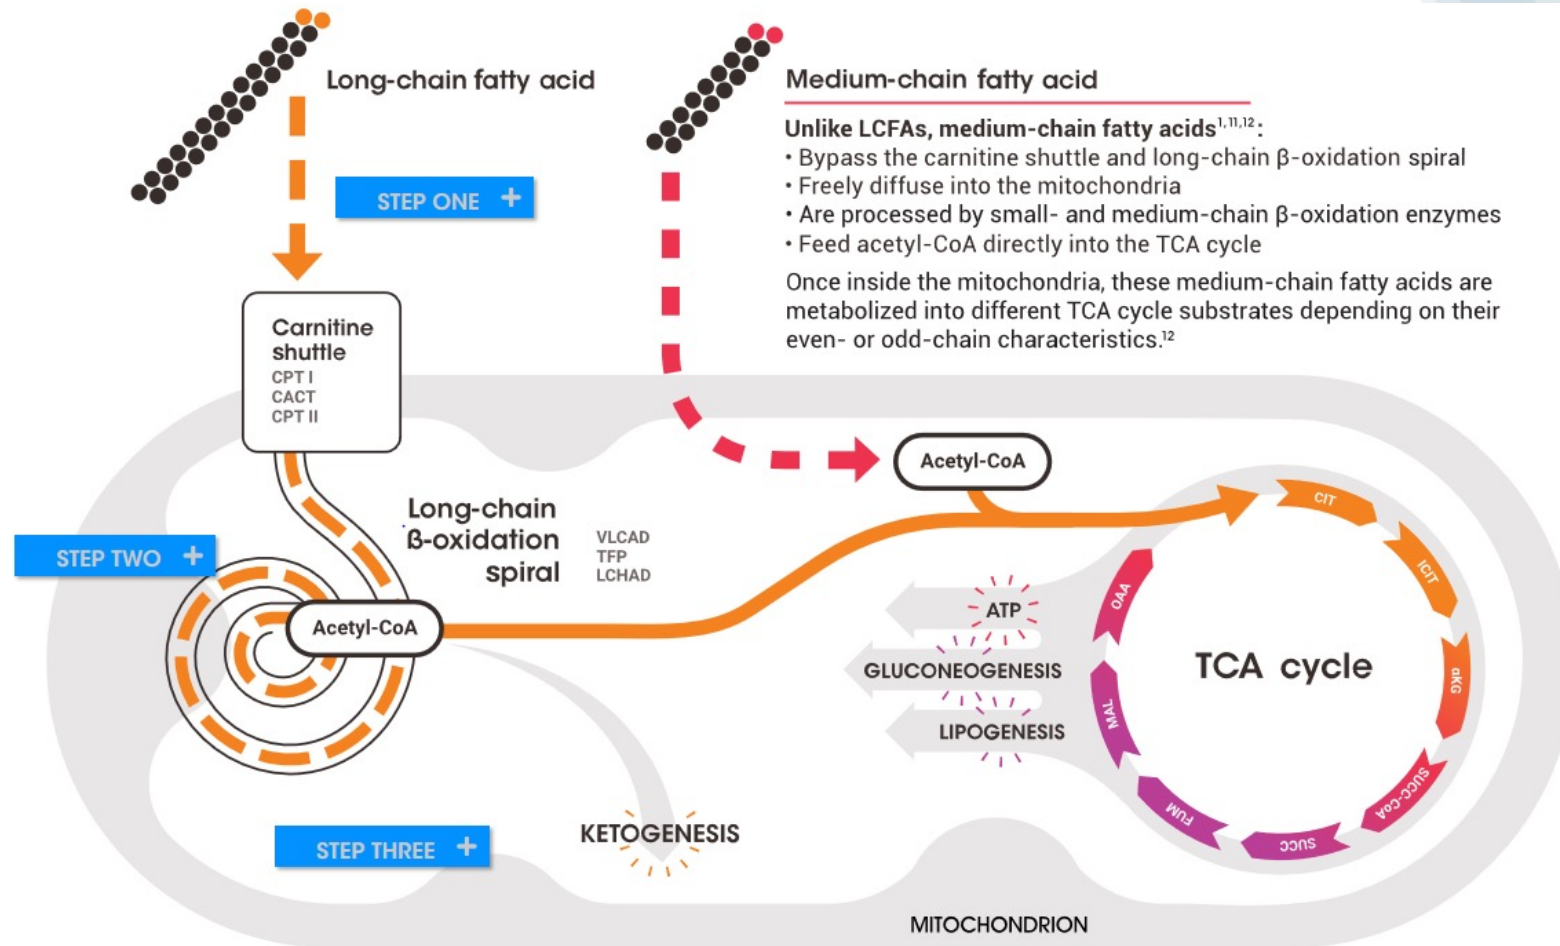 Long-chain fatty acid
STEP ONE +
Medium-chain fatty acid
Unlike LCFAs, medium-chain fatty acids¹,¹¹,¹²:
• Bypass the carnitine shuttle and long-chain β-oxidation spiral
• Freely diffuse into the mitochondria
• Are processed by small- and medium-chain β-oxidation enzymes
• Feed acetyl-CoA directly into the TCA cycle
Once inside the mitochondria, these medium-chain fatty acids are
metabolized into different TCA cycle substrates depending on their
even- or odd-chain characteristics.¹²
Carnitine
shuttle
CPT I
CACT
CPT II
Long-chain
ß-oxidation
spiral
VLCAD
TFP
LCHAD
STEP TWO +
Acetyl-CoA
Acetyl-CoA
ATP
GLUCONEOGENESIS
LIPOGENESIS
TCA cycle
CIT
ICIT
αKG
SUCC-CoA
SUCC
FUM
MAL
OAA
KETOGENESIS
STEP THREE +
MITOCHONDRION